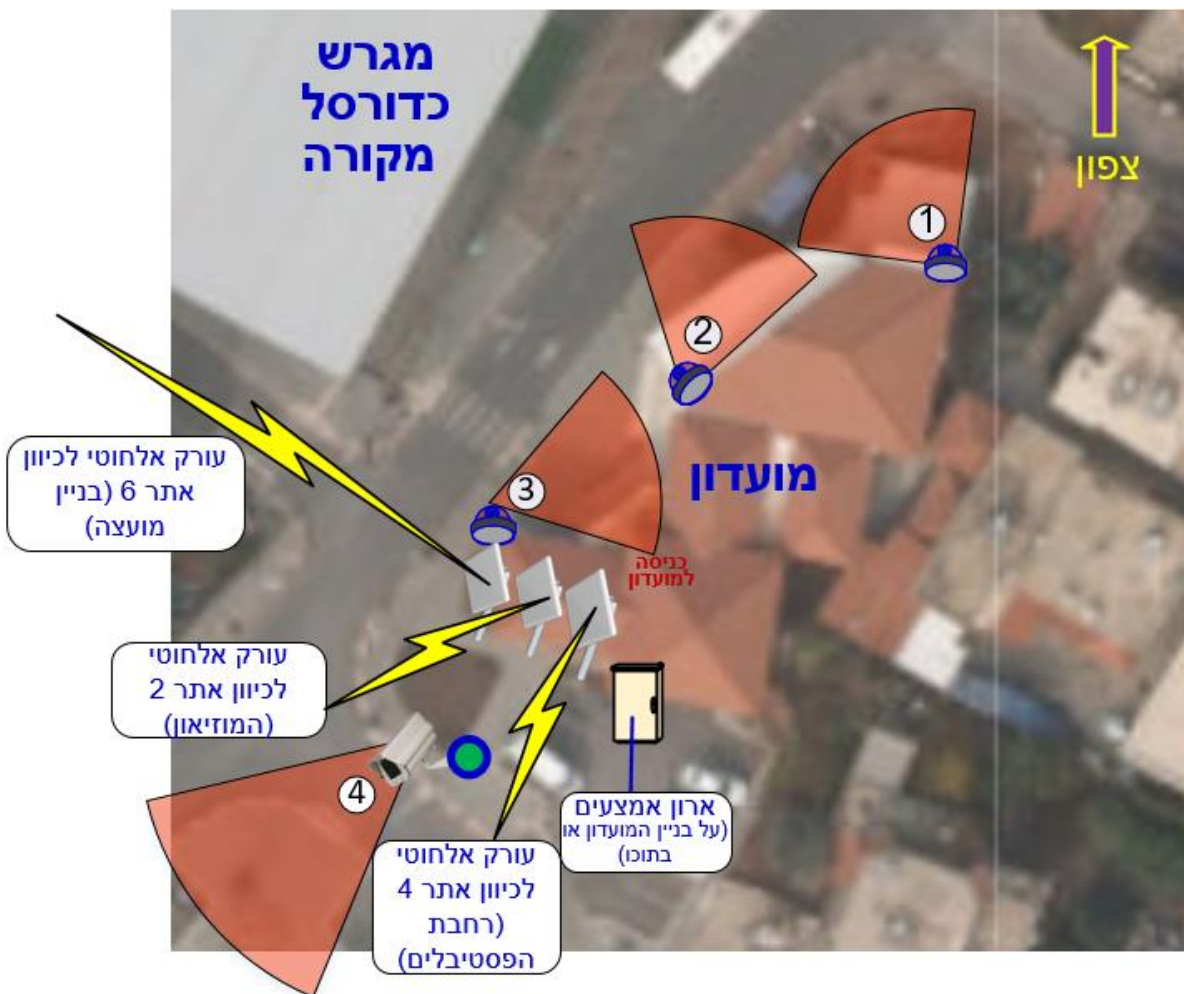 מגרש
כדורסל
מקורה
צפון
1
2
3
מועדון
כניסה
למועדון
עורק אלחוטי לכיוון
אתר 6 (בניין
מועצה)
עורק אלחוטי
לכיוון אתר 2
(המוזיאון)
4
ארון אמצעים
(על בניין המועדון או
בתוכו)
עורק אלחוטי
לכיוון אתר 4
(רחבת
הפסטיבלים)